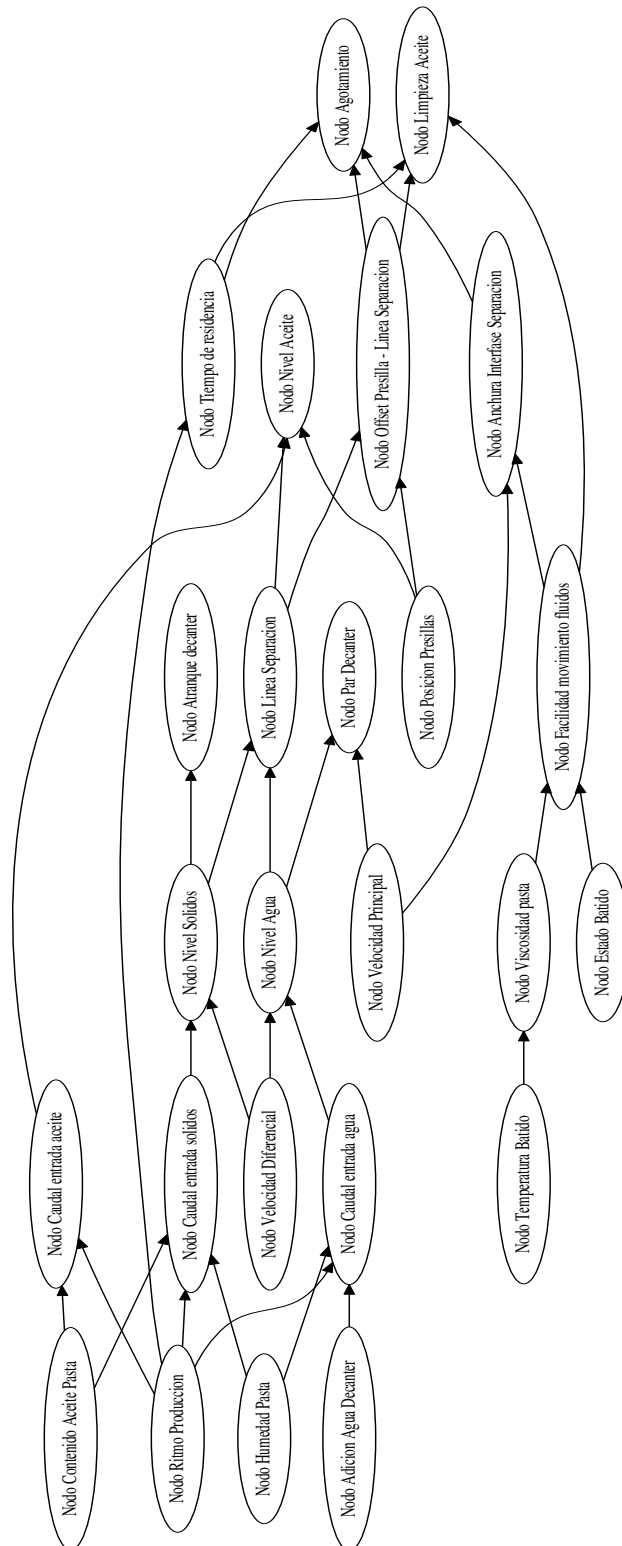 Nodo Contenido Aceite Pasta
Nodo Ritmo Produccion
Nodo Humedad Pasta
Nodo Adicion Agua Decanter
Nodo Caudal entrada aceite
Nodo Caudal entrada solidos
Nodo Velocidad Diferencial
Nodo Caudal entrada agua
Nodo Temperatura Batido
Nodo Nivel Solidos
Nodo Nivel Agua
Nodo Velocidad Principal
Nodo Viscosidad pasta
Nodo Estado Batido
Nodo Atranque decanter
Nodo Linea Separacion
Nodo Par Decanter
Nodo Posicion Presillas
Nodo Facilidad movimiento fluidos
Nodo Tiempo de residencia
Nodo Nivel Aceite
Nodo Offset Presilla - Linea Separacion
Nodo Anchura Interfase Separacion
Nodo Agotamiento
Nodo Limpieza Aceite